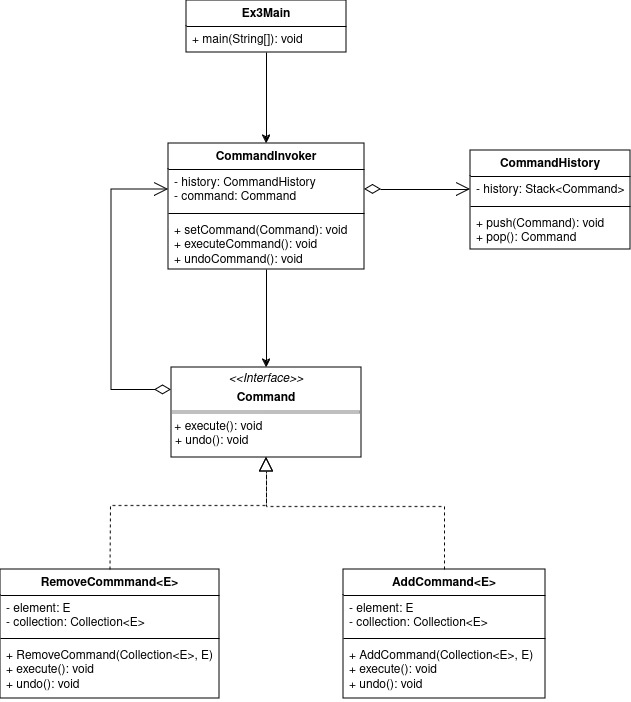 Ex3Main
+ main(String[]): void
CommandInvoker
- history: CommandHistory
- command: Command
+ setCommand(Command): void
+ executeCommand(): void
+ undoCommand(): void
CommandHistory
- history: Stack<Command>
+ push(Command): void
+ pop(): Command
<<Interface>>
Command
+ execute(): void
+ undo(): void
RemoveCommmand<E>
- element: E
- collection: Collection<E>
+ RemoveCommand(Collection<E>, E)
+ execute(): void
+ undo(): void
AddCommand<E>
- element: E
- collection: Collection<E>
+ AddCommand(Collection<E>, E)
+ execute(): void
+ undo(): void